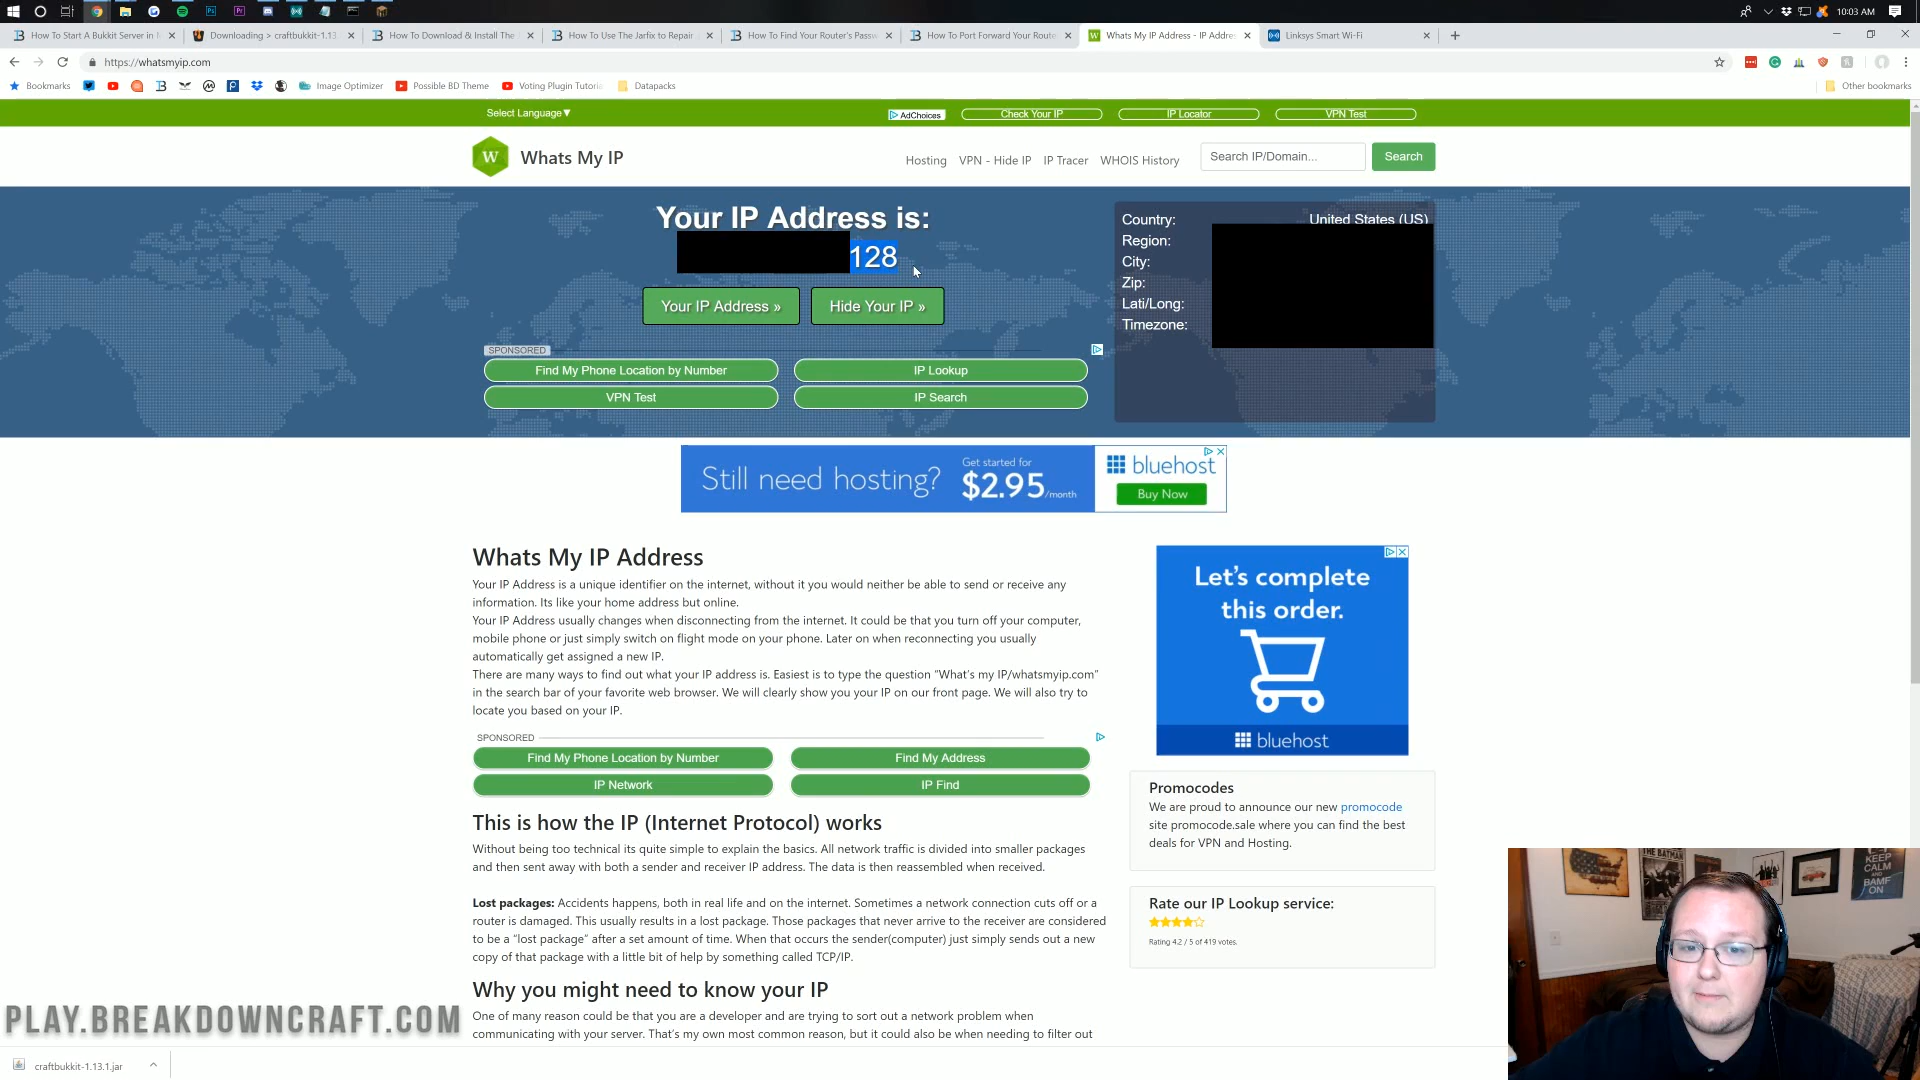 10:03 AM
How To Start A Bukkit Server in
Downloading > craftbukkit-1.13
How To Download & Install The
How To Use The Jarfix to Repair
How To Find Your Router's Passw
How To Port Forward Your Route
Whats My IP Address - IP Addre
Linksys Smart Wi-Fi
https://whatsmyip.com
Bookmarks
Image Optimizer
Possible BD Theme
Voting Plugin Tutoria
Datapacks
Other bookmarks
Select Language▼
AdChoices
Check Your IP
IP Locator
VPN Test
W
Whats My IP
Hosting
VPN - Hide IP
IP Tracer
WHOIS History
Search IP/Domain...
Search
Your IP Address is:
128
Your IP Address »
Hide Your IP »
Country:
United States (US)
Region:
City:
Zip:
Lati/Long:
Timezone:
SPONSORED
Find My Phone Location by Number
IP Lookup
VPN Test
IP Search
Still need hosting?
Get started for
$2.95/month
bluehost
Buy Now
Whats My IP Address
Your IP Address is a unique identifier on the internet, without it you would neither be able to send or receive any
information. Its like your home address but online.
Your IP Address usually changes when disconnecting from the internet. It could be that you turn off your computer,
mobile phone or just simply switch on flight mode on your phone. Later on when reconnecting you usually
automatically get assigned a new IP.
There are many ways to find out what your IP address is. Easiest is to type the question “What's my IP/whatsmyip.com”
in the search bar of your favorite web browser. We will clearly show you your IP on our front page. We will also try to
locate you based on your IP.
Let's complete
this order.
bluehost
SPONSORED
Find My Phone Location by Number
Find My Address
IP Network
IP Find
This is how the IP (Internet Protocol) works
Without being too technical its quite simple to explain the basics. All network traffic is divided into smaller packages
and then sent away with both a sender and receiver IP address. The data is then reassembled when received.
Lost packages: Accidents happens, both in real life and on the internet. Sometimes a network connection cuts off or a
router is damaged. This usually results in a lost package. Those packages that never arrive to the receiver are considered
to be a “lost package” after a set amount of time. When that occurs the sender(computer) just simply sends out a new
copy of that package with a little bit of help by something called TCP/IP.
Why you might need to know your IP
One of many reason could be that you are a developer and are trying to sort out a network problem when
communicating with your server. That's my own most common reason, but it could also be when needing to filter out
Promocodes
We are proud to announce our new promocode
site promocode.sale where you can find the best
deals for VPN and Hosting.
Rate our IP Lookup service:
Rating 4.2 / 5 of 419 votes.
THE BATMAN
KEEP
CALM
AND
BAMF
ON
PLAY.BREAKDOWNCRAFT.COM
craftbukkit-1.13.1.jar